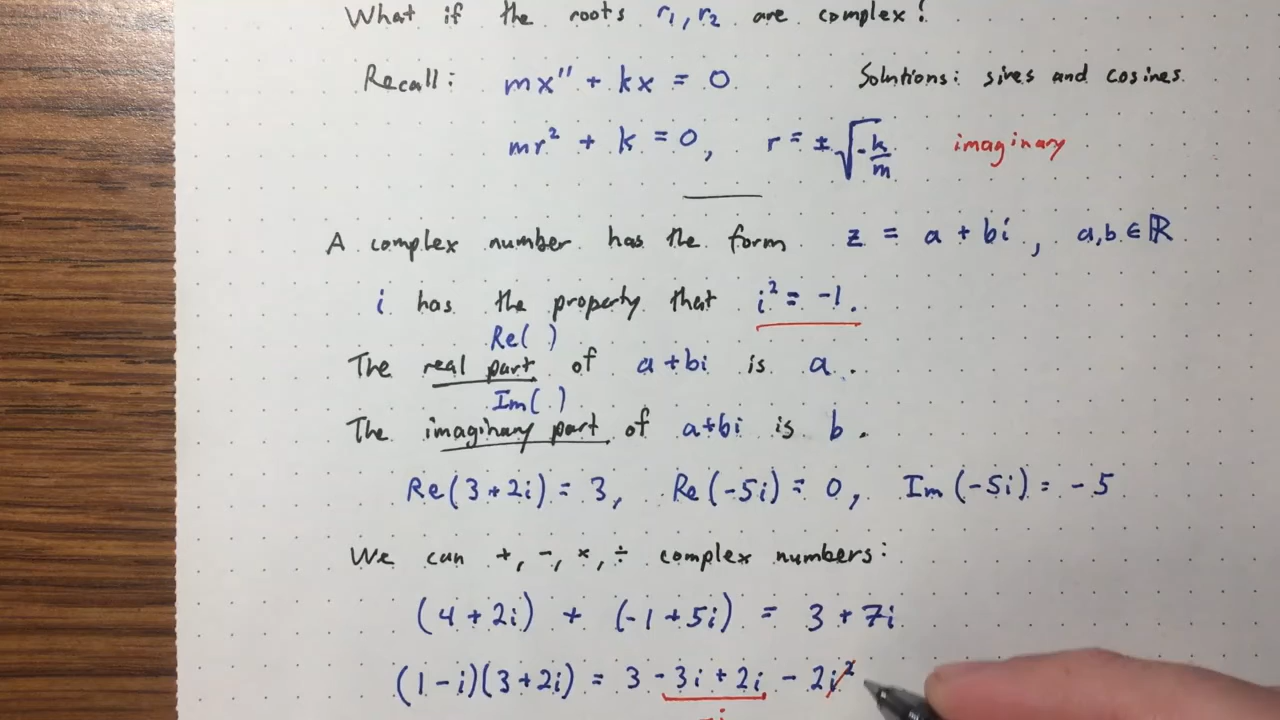 What if the roots r₁, r₂ are complex?
Recall: mx'' + kx = 0 Solutions: sines and cosines.
mr² + k = 0, r = ±√(-k/m) imaginary
A complex number has the form z = a + bi, a,b ∈ ℝ
i has the property that i² = -1.
Re( )
The real part of a+bi is a.
Im( )
The imaginary part of a+bi is b.
Re(3+2i) = 3, Re(-5i) = 0, Im(-5i) = -5
We can +, -, ×, ÷ complex numbers:
(4+2i) + (-1+5i) = 3 + 7i
(1-i)(3+2i) = 3 - 3i + 2i - 2i²
-i